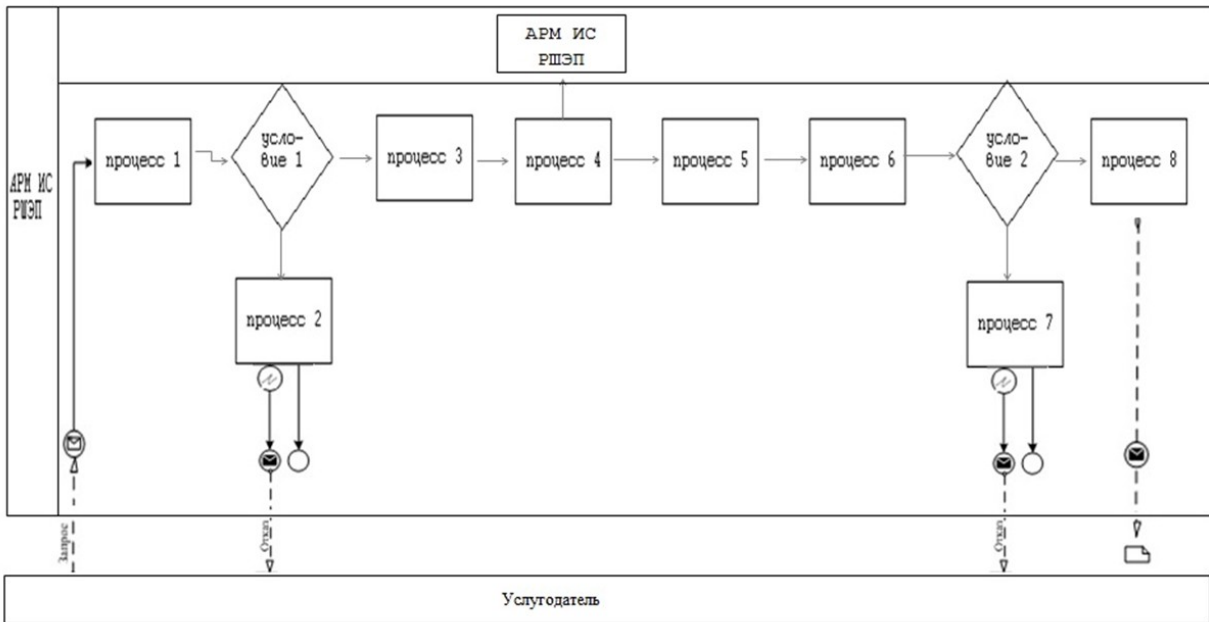 АРМ ИС
РШЭП
АРМ ИС
РШЭП
процесс 1
усло-
вие 1
процесс 3
процесс 4
процесс 5
процесс 6
усло-
вие 2
процесс 8
процесс 2
процесс 7
Запрос
Отказ
Отказ
Услугодатель